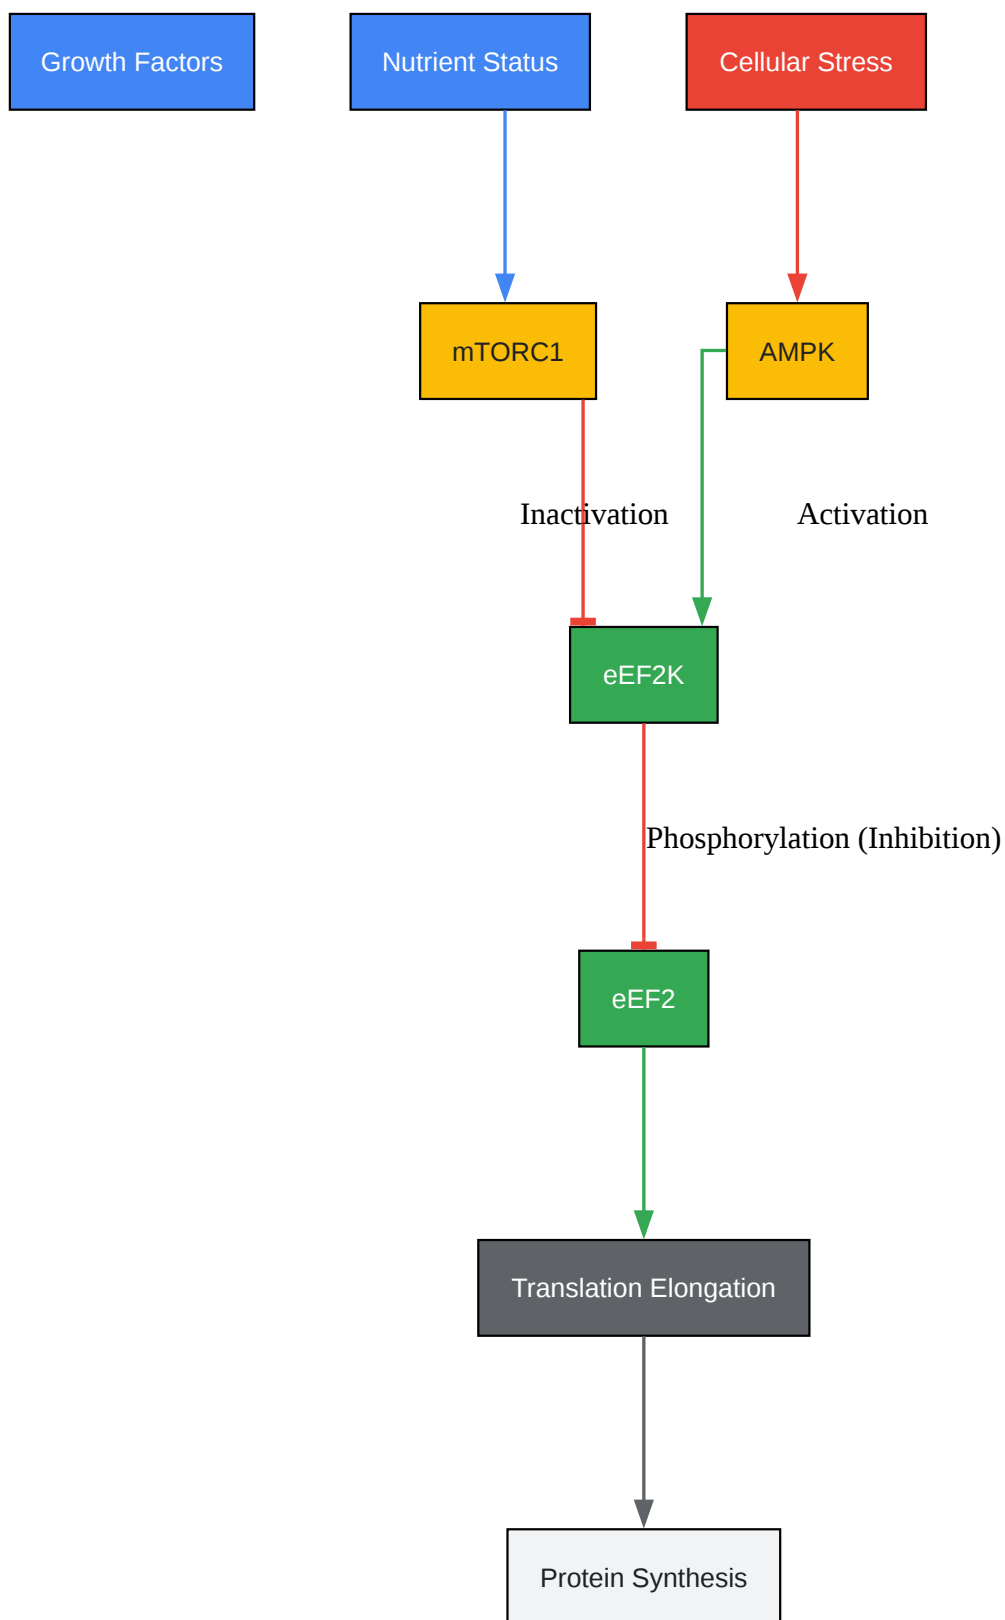 Growth Factors
Nutrient Status
Cellular Stress
mTORC1
AMPK
Inactivation
Activation
eEF2K
Phosphorylation (Inhibition)
eEF2
Translation Elongation
Protein Synthesis